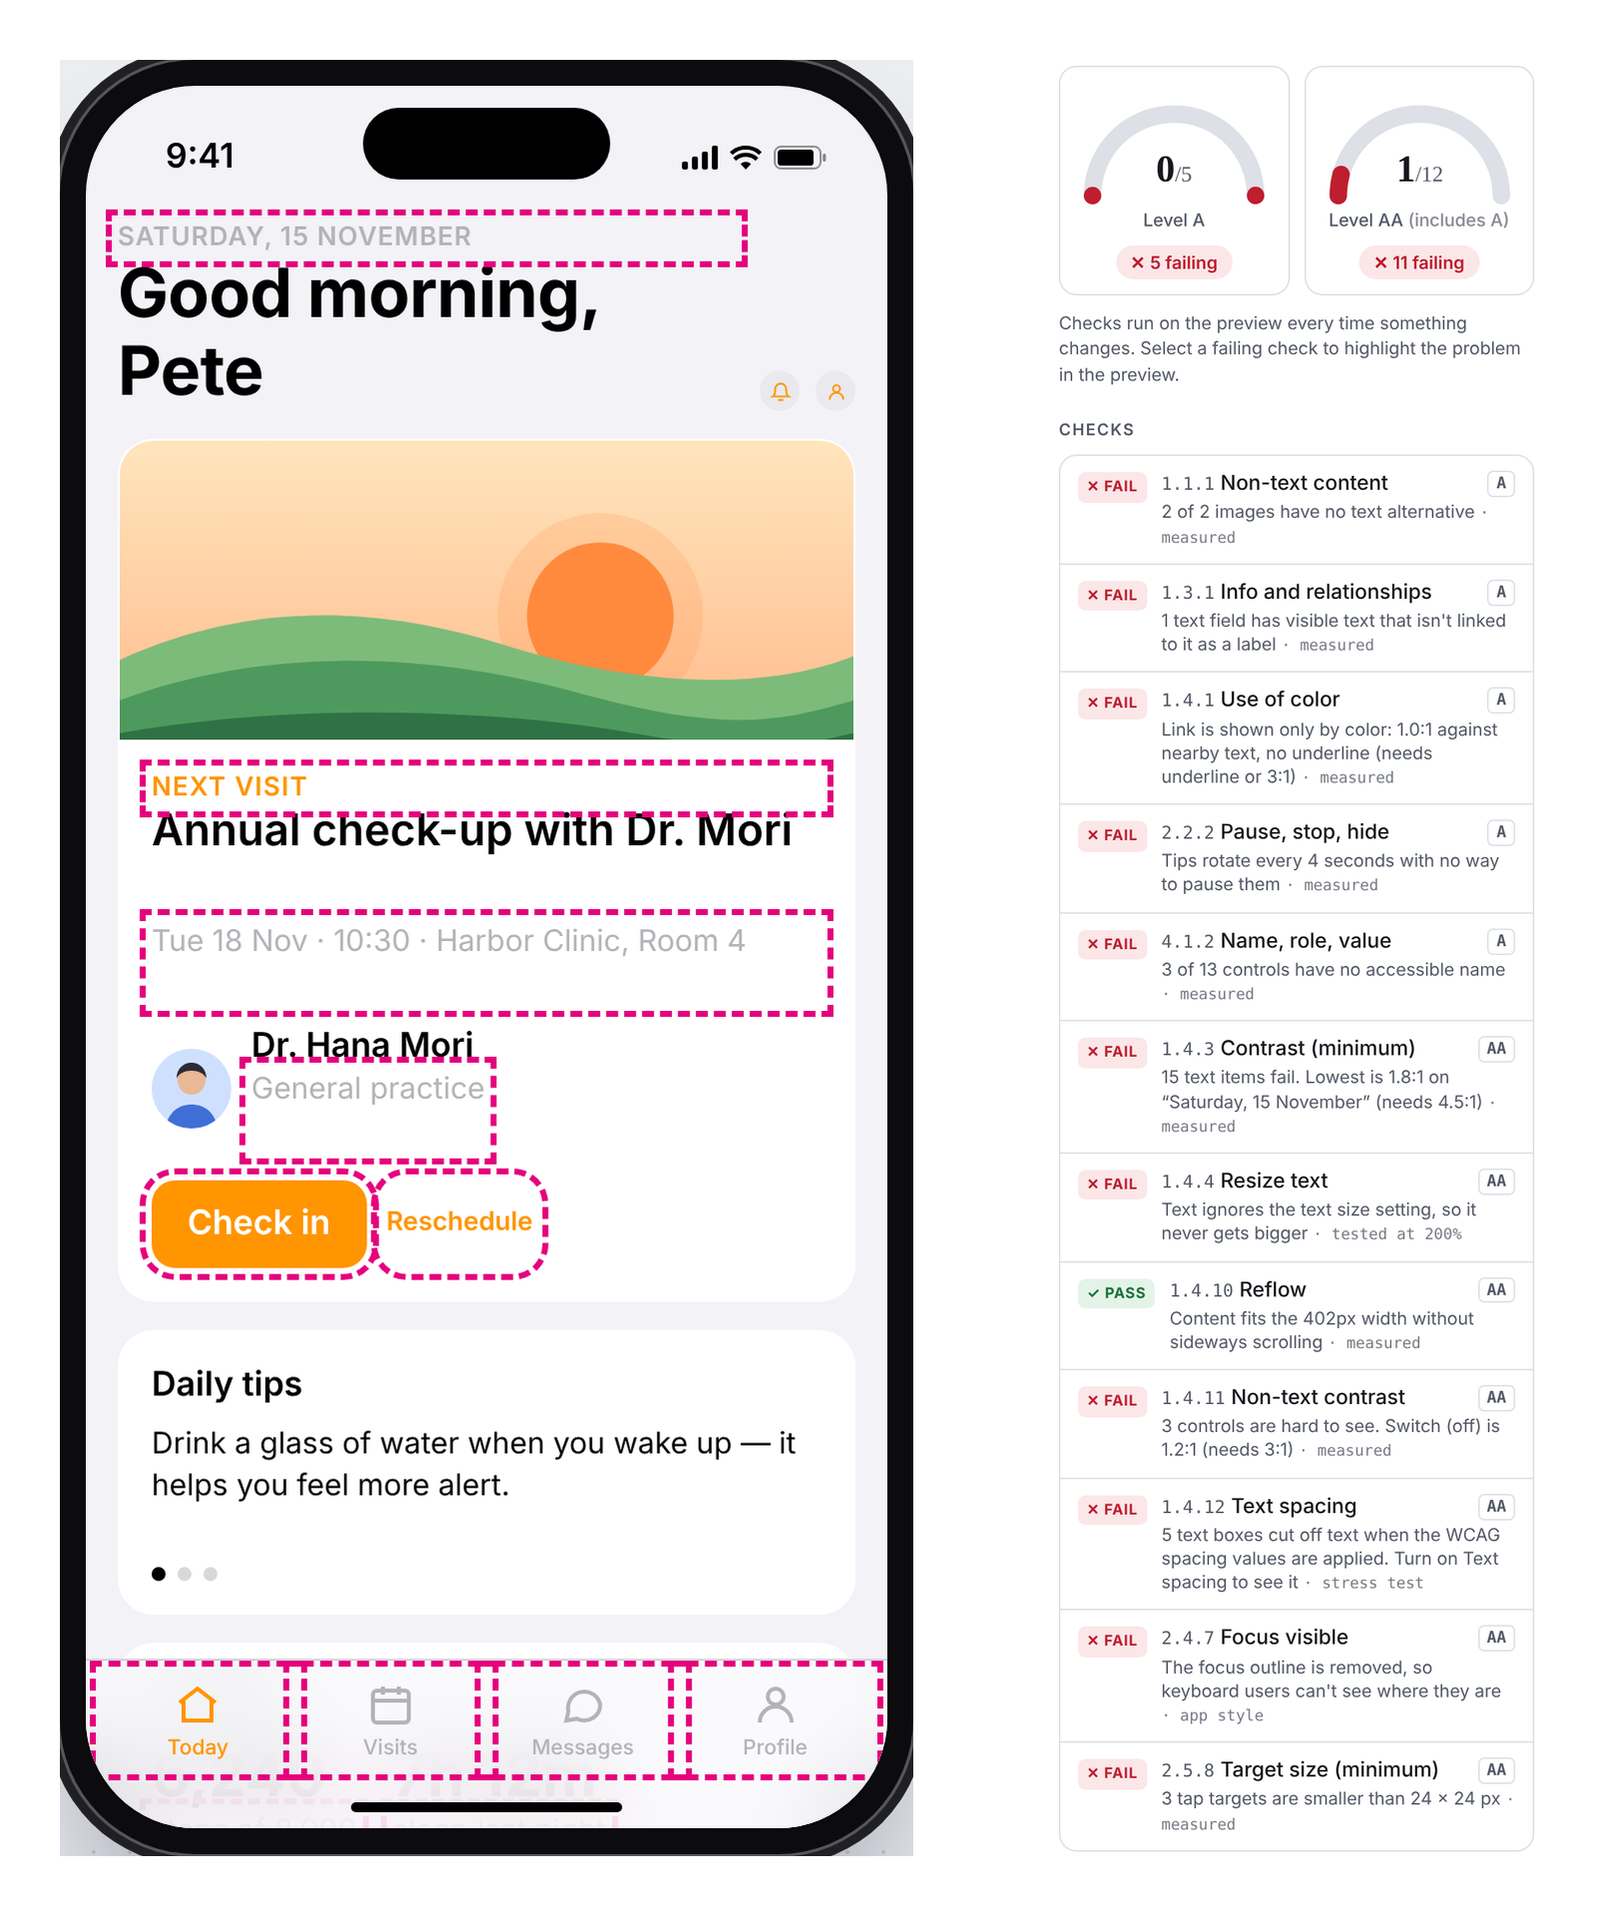 9:41
SATURDAY, 15 NOVEMBER
Good morning,
Pete
NEXT VISIT
Annual check-up with Dr. Mori
Tue 18 Nov · 10:30 · Harbor Clinic, Room 4
Dr. Hana Mori
General practice
Check in
Reschedule
Daily tips
Drink a glass of water when you wake up — it
helps you feel more alert.
Today
Visits
Messages
Profile
0/5
Level A
✕ 5 failing
1/12
Level AA (includes A)
✕ 11 failing
Checks run on the preview every time something
changes. Select a failing check to highlight the problem
in the preview.
CHECKS
✕ FAIL 1.1.1 Non-text content A
2 of 2 images have no text alternative ·
measured
✕ FAIL 1.3.1 Info and relationships A
1 text field has visible text that isn't linked
to it as a label · measured
✕ FAIL 1.4.1 Use of color A
Link is shown only by color: 1.0:1 against
nearby text, no underline (needs
underline or 3:1) · measured
✕ FAIL 2.2.2 Pause, stop, hide A
Tips rotate every 4 seconds with no way
to pause them · measured
✕ FAIL 4.1.2 Name, role, value A
3 of 13 controls have no accessible name
· measured
✕ FAIL 1.4.3 Contrast (minimum) AA
15 text items fail. Lowest is 1.8:1 on
“Saturday, 15 November” (needs 4.5:1) ·
measured
✕ FAIL 1.4.4 Resize text AA
Text ignores the text size setting, so it
never gets bigger · tested at 200%
✓ PASS 1.4.10 Reflow AA
Content fits the 402px width without
sideways scrolling · measured
✕ FAIL 1.4.11 Non-text contrast AA
3 controls are hard to see. Switch (off) is
1.2:1 (needs 3:1) · measured
✕ FAIL 1.4.12 Text spacing AA
5 text boxes cut off text when the WCAG
spacing values are applied. Turn on Text
spacing to see it · stress test
✕ FAIL 2.4.7 Focus visible AA
The focus outline is removed, so
keyboard users can't see where they are
· app style
✕ FAIL 2.5.8 Target size (minimum) AA
3 tap targets are smaller than 24 × 24 px ·
measured